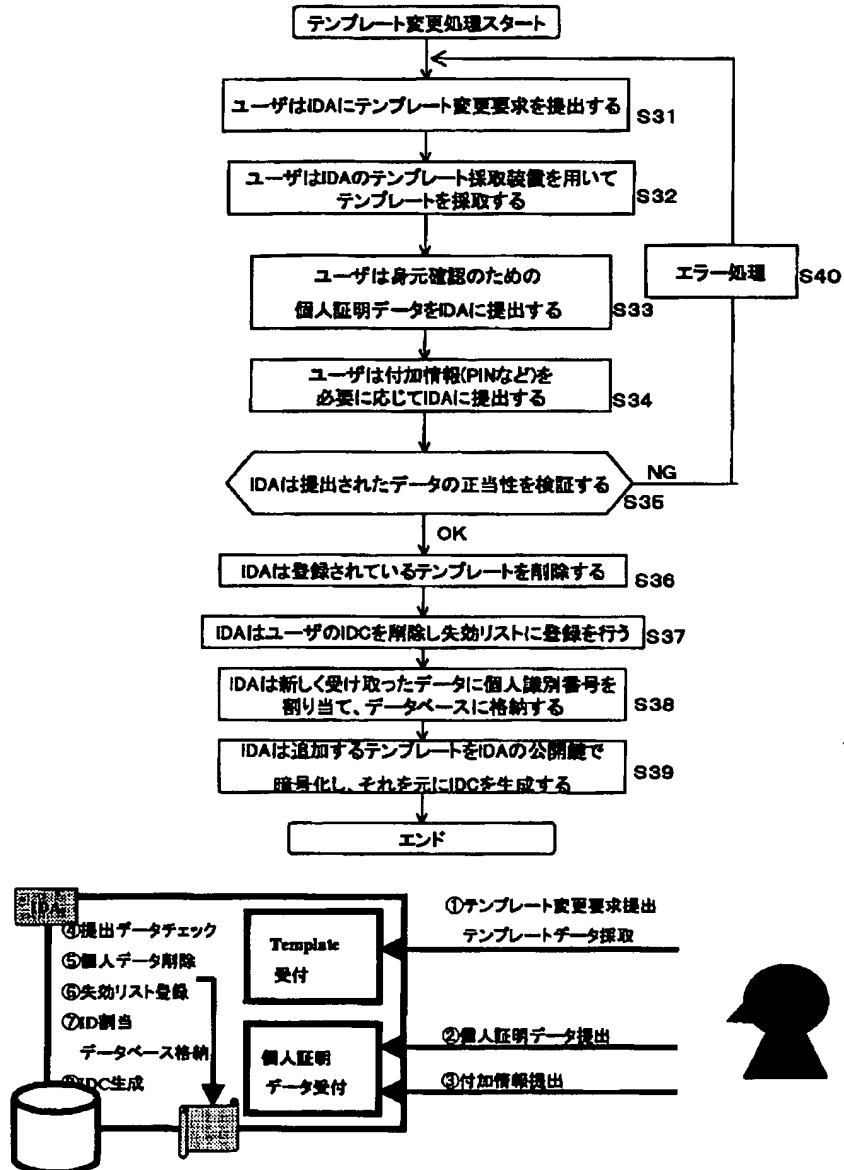 テンプレート変更処理スタート
ユーザはIDAにテンプレート変更要求を提出する
S31
ユーザはIDAのテンプレート採取装置を用いて
テンプレートを採取する
S32
ユーザは身元確認のための
個人証明データをIDAに提出する
S33
エラー処理
S40
ユーザは付加情報(PINなど)を
必要に応じてIDAに提出する
S34
IDAは提出されたデータの正当性を検証する
S35
NG
OK
IDAは登録されているテンプレートを削除する
S36
IDAはユーザのIDCを削除し失効リストに登録を行う
S37
IDAは新しく受け取ったデータに個人識別番号を
割り当て、データベースに格納する
S38
IDAは追加するテンプレートをIDAの公開鍵で
暗号化し、それを元にIDCを生成する
S39
エンド
IDA
④提出データチェック
⑤個人データ削除
⑥失効リスト登録
⑦ID割当
データベース格納
⑧IDC生成
Template
受付
個人証明
データ受付
①テンプレート変更要求提出
テンプレートデータ採取
②個人証明データ提出
③付加情報提出